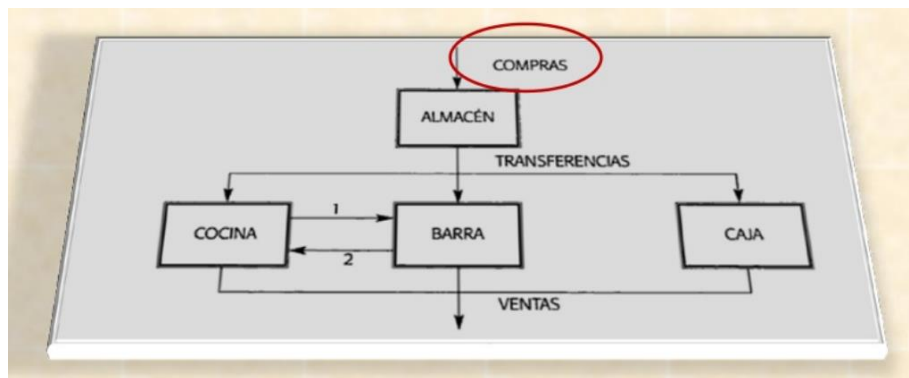 COMPRAS
ALMACÉN
TRANSFERENCIAS
1
COCINA
BARRA
CAJA
2
VENTAS